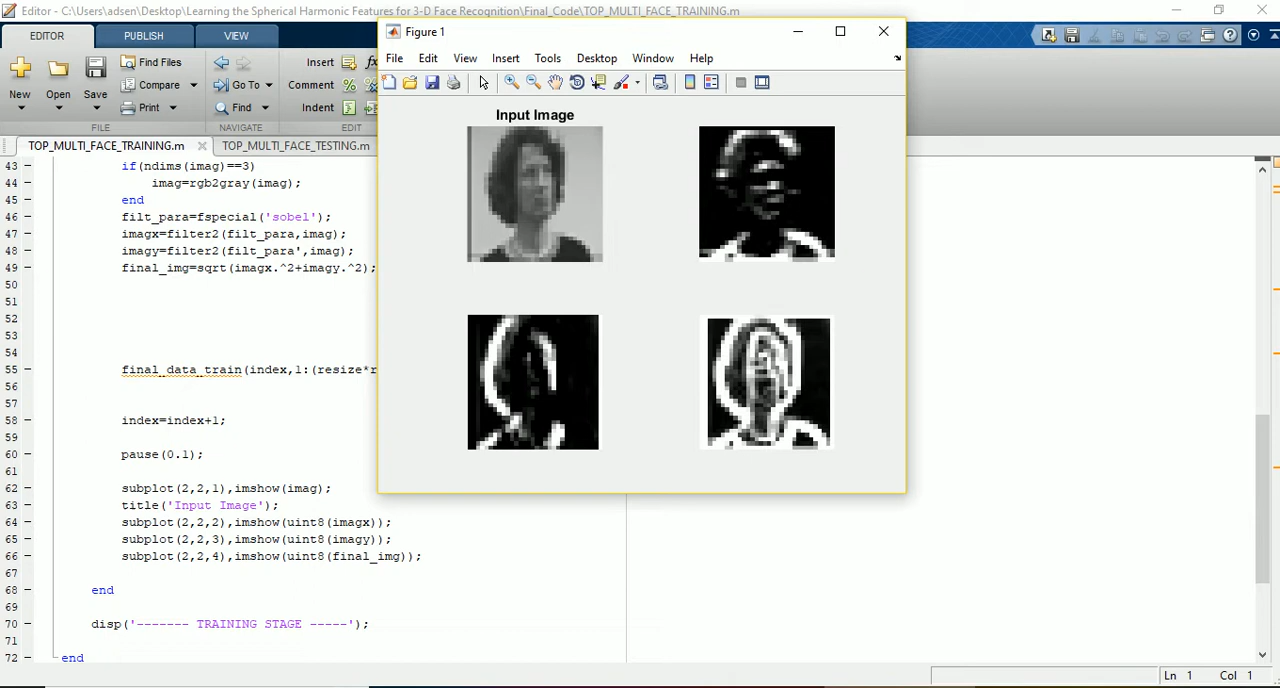 Editor - C:\Users\adsen\Desktop\Learning the Spherical Harmonic Features for 3-D Face Recognition\Final_Code\TOP_MULTI_FACE_TRAINING.m
EDITOR PUBLISH VIEW
New Open Save
Find Files
Compare
Print
Go To
Find
Insert
Comment
Indent
FILE NAVIGATE EDIT
TOP_MULTI_FACE_TRAINING.m TOP_MULTI_FACE_TESTING.m
Figure 1
File Edit View Insert Tools Desktop Window Help
Input Image
43 if(ndims(imag)==3)
44 imag=rgb2gray(imag);
45 end
46 filt_para=fspecial('sobel');
47 imagx=filter2(filt_para,imag);
48 imagy=filter2(filt_para',imag);
49 final_img=sqrt(imagx.^2+imagy.^2);
50
51
52
53
54
55 final_data_train(index,1:(resize*r
56
57
58 index=index+1;
59
60 pause(0.1);
61
62 subplot(2,2,1),imshow(imag);
63 title('Input Image');
64 subplot(2,2,2),imshow(uint8(imagx));
65 subplot(2,2,3),imshow(uint8(imagy));
66 subplot(2,2,4),imshow(uint8(final_img));
67
68 end
69
70 disp('------- TRAINING STAGE -----');
71
72 end
Ln 1 Col 1